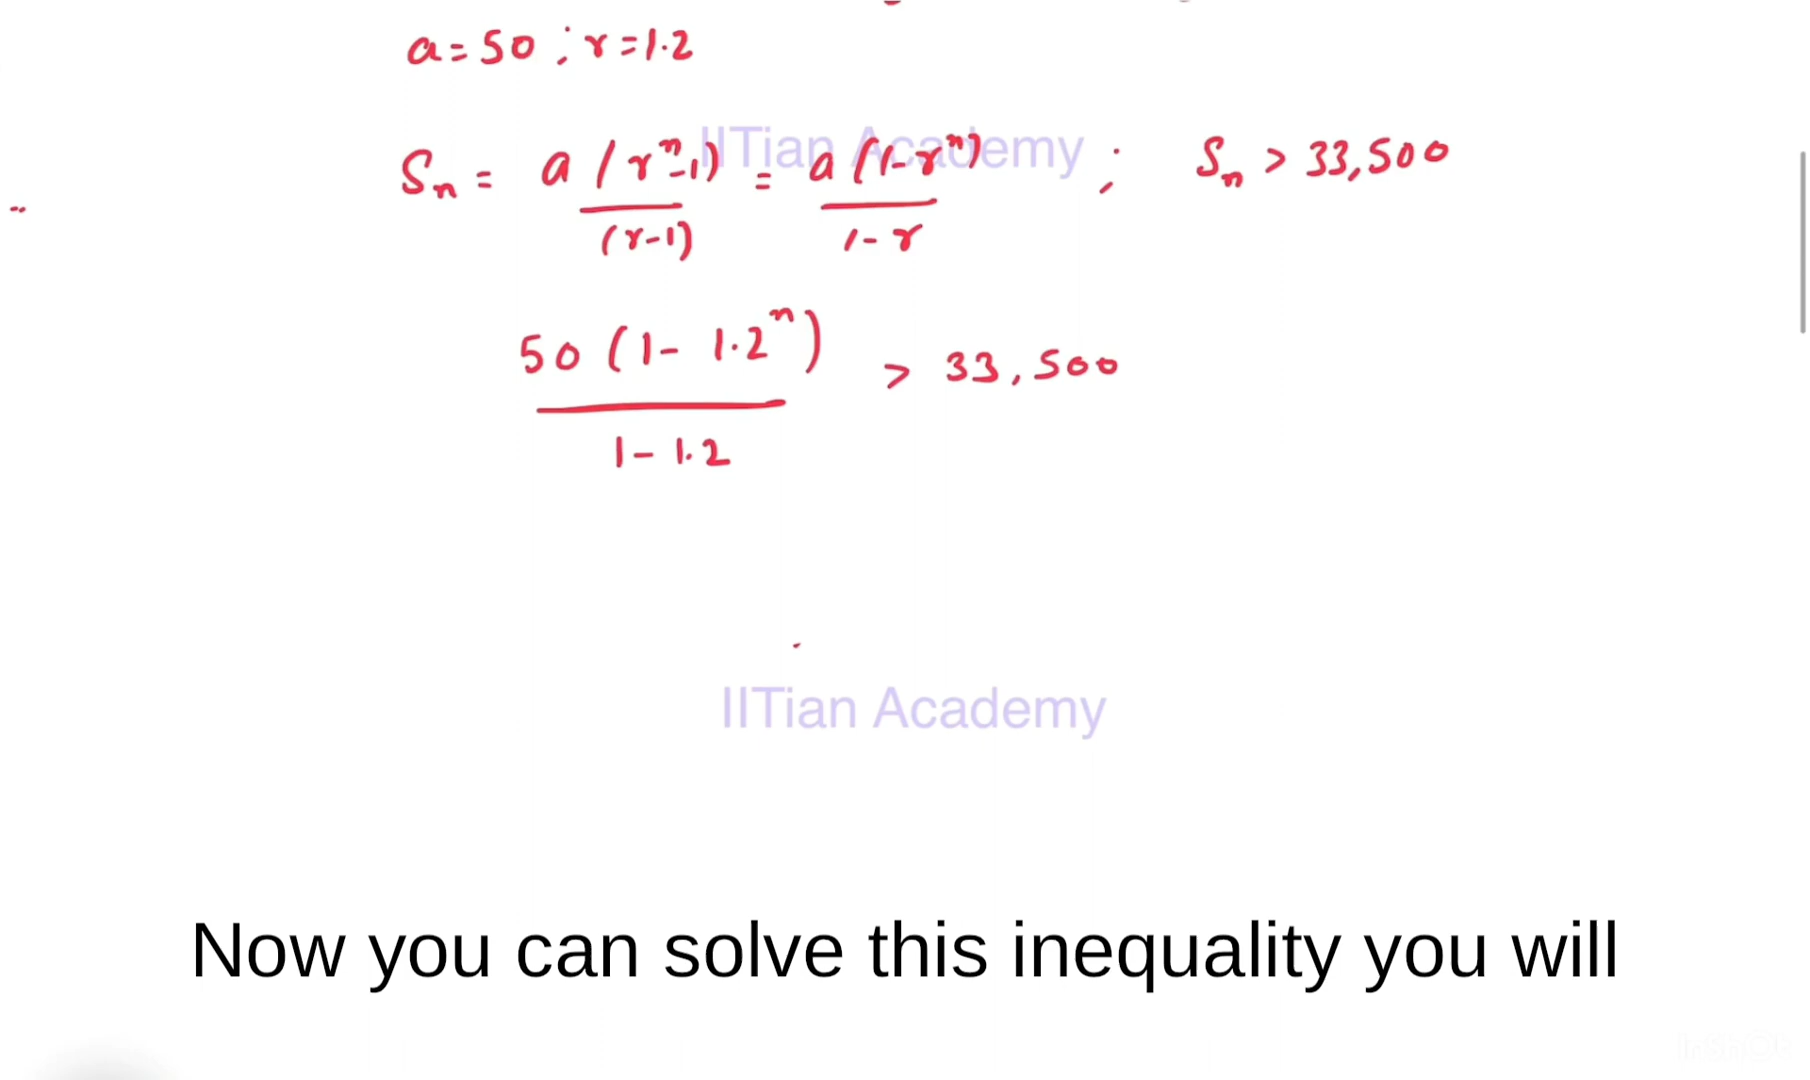 a = 50 ; r = 1.2
IITian Academy
Sn = a (r^n - 1) / (r-1) = a (1-r^n) / 1-r ; Sn > 33,500
50 (1 - 1.2^n) / 1 - 1.2 > 33,500
IITian Academy
Now you can solve this inequality you will